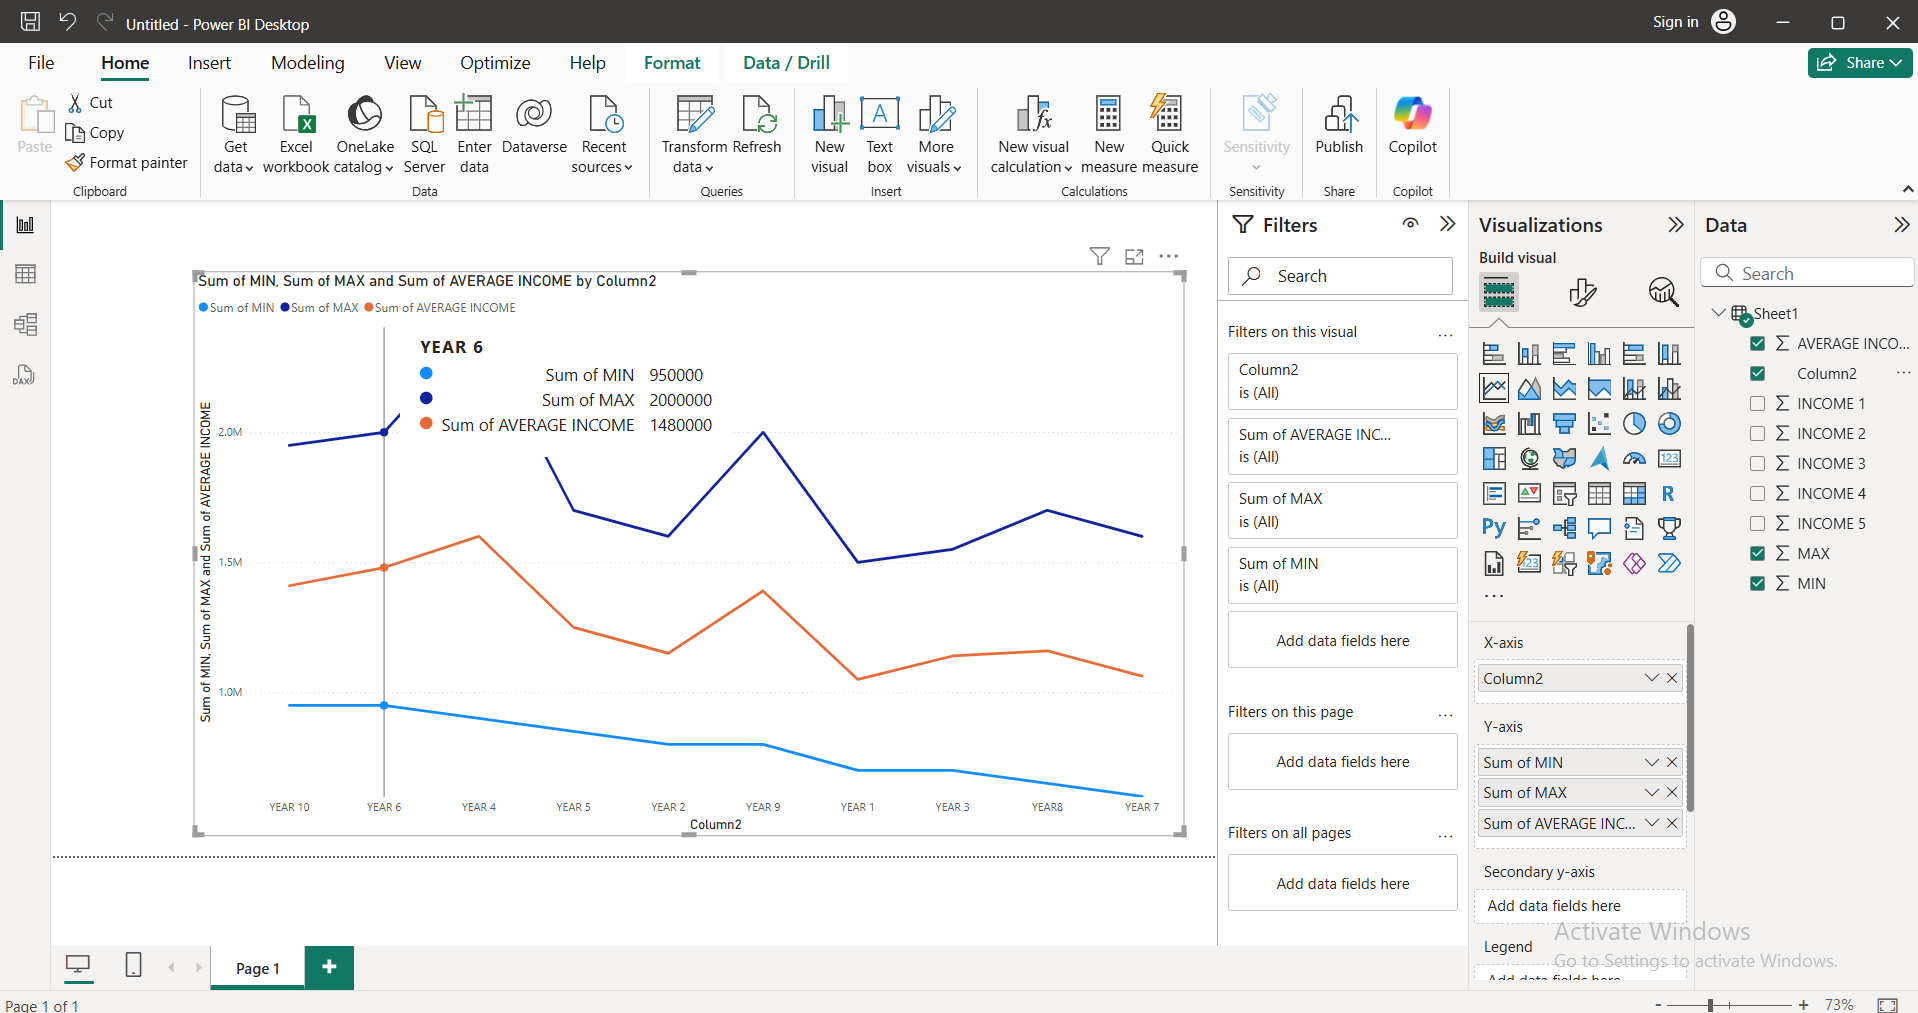 Untitled - Power BI Desktop
Sign in
File Home Insert Modeling View Optimize Help Format Data / Drill
Share
Paste
Cut
Copy
Format painter
Clipboard
Get data
Excel workbook
OneLake catalog
SQL Server
Enter data
Dataverse
Recent sources
Data
Transform data
Refresh
Queries
New visual
Text box
More visuals
Insert
New visual calculation
New measure
Quick measure
Calculations
Sensitivity
Sensitivity
Publish
Share
Copilot
Copilot
DAX
Sum of MIN, Sum of MAX and Sum of AVERAGE INCOME by Column2
Sum of MIN Sum of MAX Sum of AVERAGE INCOME
YEAR 6
Sum of MIN 950000
Sum of MAX 2000000
Sum of AVERAGE INCOME 1480000
Sum of MIN, Sum of MAX and Sum of AVERAGE INCOME
2.0M
1.5M
1.0M
YEAR 10 YEAR 6 YEAR 4 YEAR 5 YEAR 2 YEAR 9 YEAR 1 YEAR 3 YEAR8 YEAR 7
Column2
Filters
Search
Filters on this visual
...
Column2
is (All)
Sum of AVERAGE INC...
is (All)
Sum of MAX
is (All)
Sum of MIN
is (All)
Add data fields here
Filters on this page
...
Add data fields here
Filters on all pages
...
Add data fields here
Visualizations
Build visual
123
R
Py
123
...
X-axis
Column2
Y-axis
Sum of MIN
Sum of MAX
Sum of AVERAGE INC...
Secondary y-axis
Add data fields here
Legend
Add data fields here
Data
Search
Sheet1
AVERAGE INCO...
Column2
...
INCOME 1
INCOME 2
INCOME 3
INCOME 4
INCOME 5
MAX
MIN
Activate Windows
Go to Settings to activate Windows.
Page 1
Page 1 of 1
- + 73%